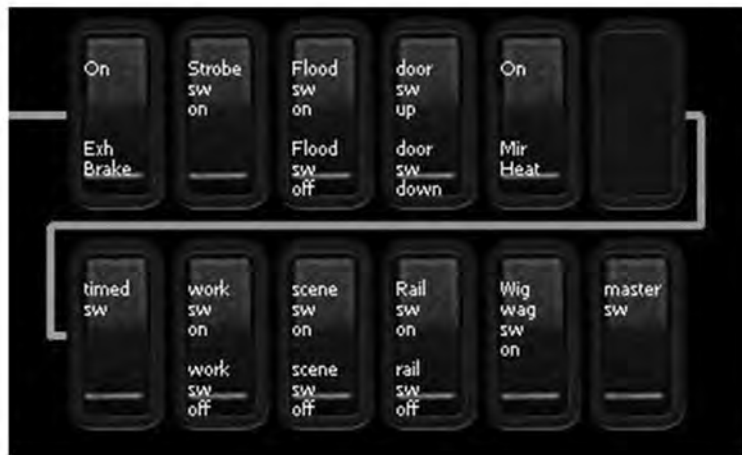 On
Exh
Brake
Strobe
sw
on
Flood
sw
on
Flood
sw
off
door
sw
up
door
sw
down
On
Mir
Heat
timed
sw
work
sw
on
work
sw
off
scene
sw
on
scene
sw
off
Rail
sw
on
rail
sw
off
Wig
wag
sw
on
master
sw